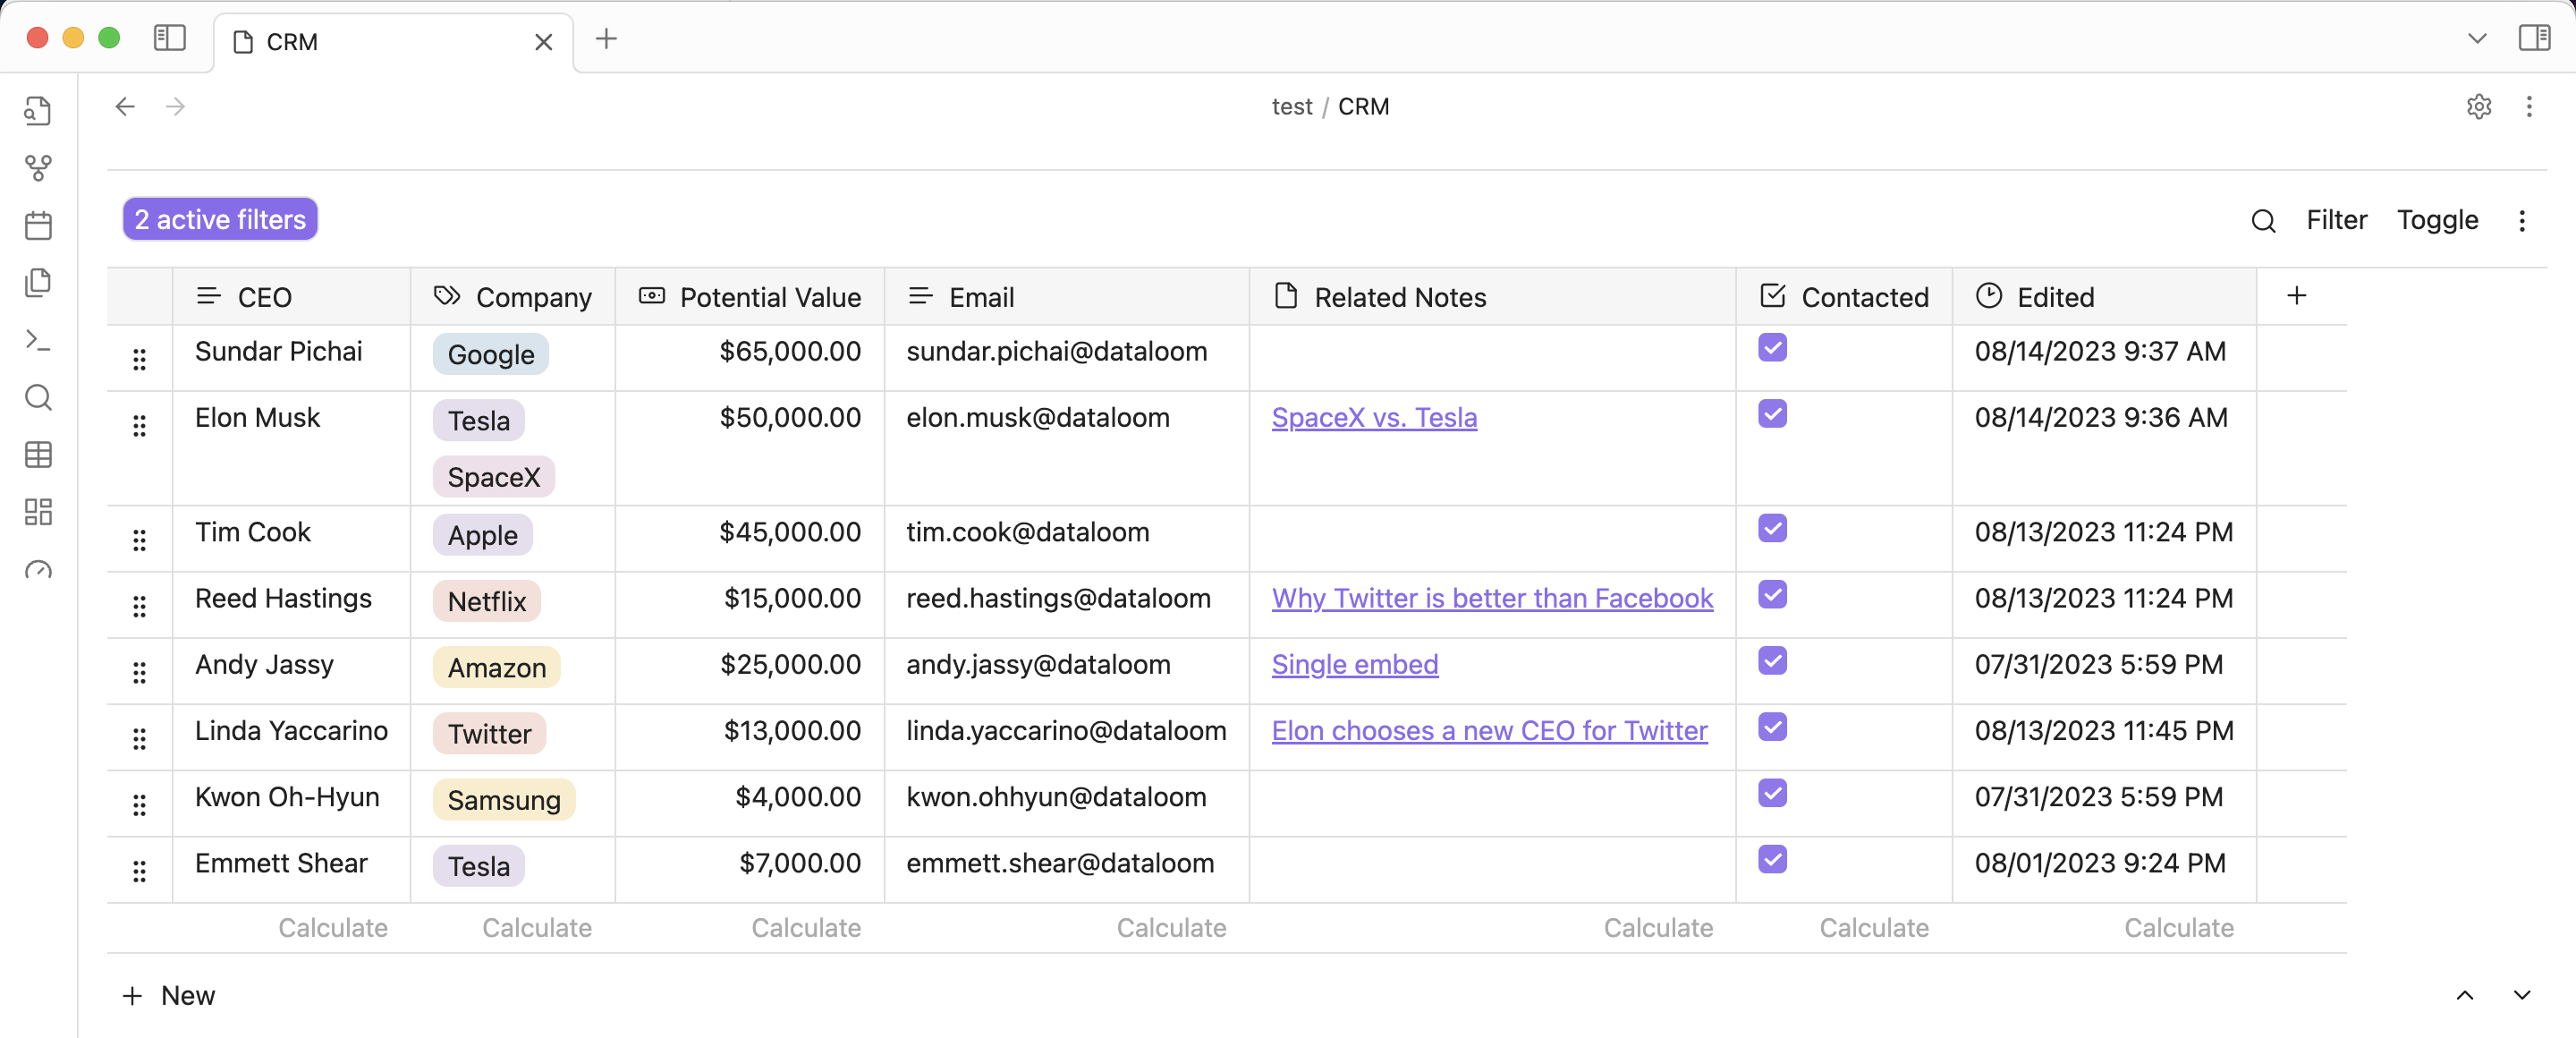 CRM
test / CRM
2 active filters
Filter Toggle
CEO Company Potential Value Email Related Notes Contacted Edited
Sundar Pichai Google $65,000.00 sundar.pichai@dataloom 08/14/2023 9:37 AM
Elon Musk Tesla $50,000.00 elon.musk@dataloom SpaceX vs. Tesla 08/14/2023 9:36 AM
SpaceX
Tim Cook Apple $45,000.00 tim.cook@dataloom 08/13/2023 11:24 PM
Reed Hastings Netflix $15,000.00 reed.hastings@dataloom Why Twitter is better than Facebook 08/13/2023 11:24 PM
Andy Jassy Amazon $25,000.00 andy.jassy@dataloom Single embed 07/31/2023 5:59 PM
Linda Yaccarino Twitter $13,000.00 linda.yaccarino@dataloom Elon chooses a new CEO for Twitter 08/13/2023 11:45 PM
Kwon Oh-Hyun Samsung $4,000.00 kwon.ohhyun@dataloom 07/31/2023 5:59 PM
Emmett Shear Tesla $7,000.00 emmett.shear@dataloom 08/01/2023 9:24 PM
Calculate Calculate Calculate Calculate Calculate Calculate Calculate
New